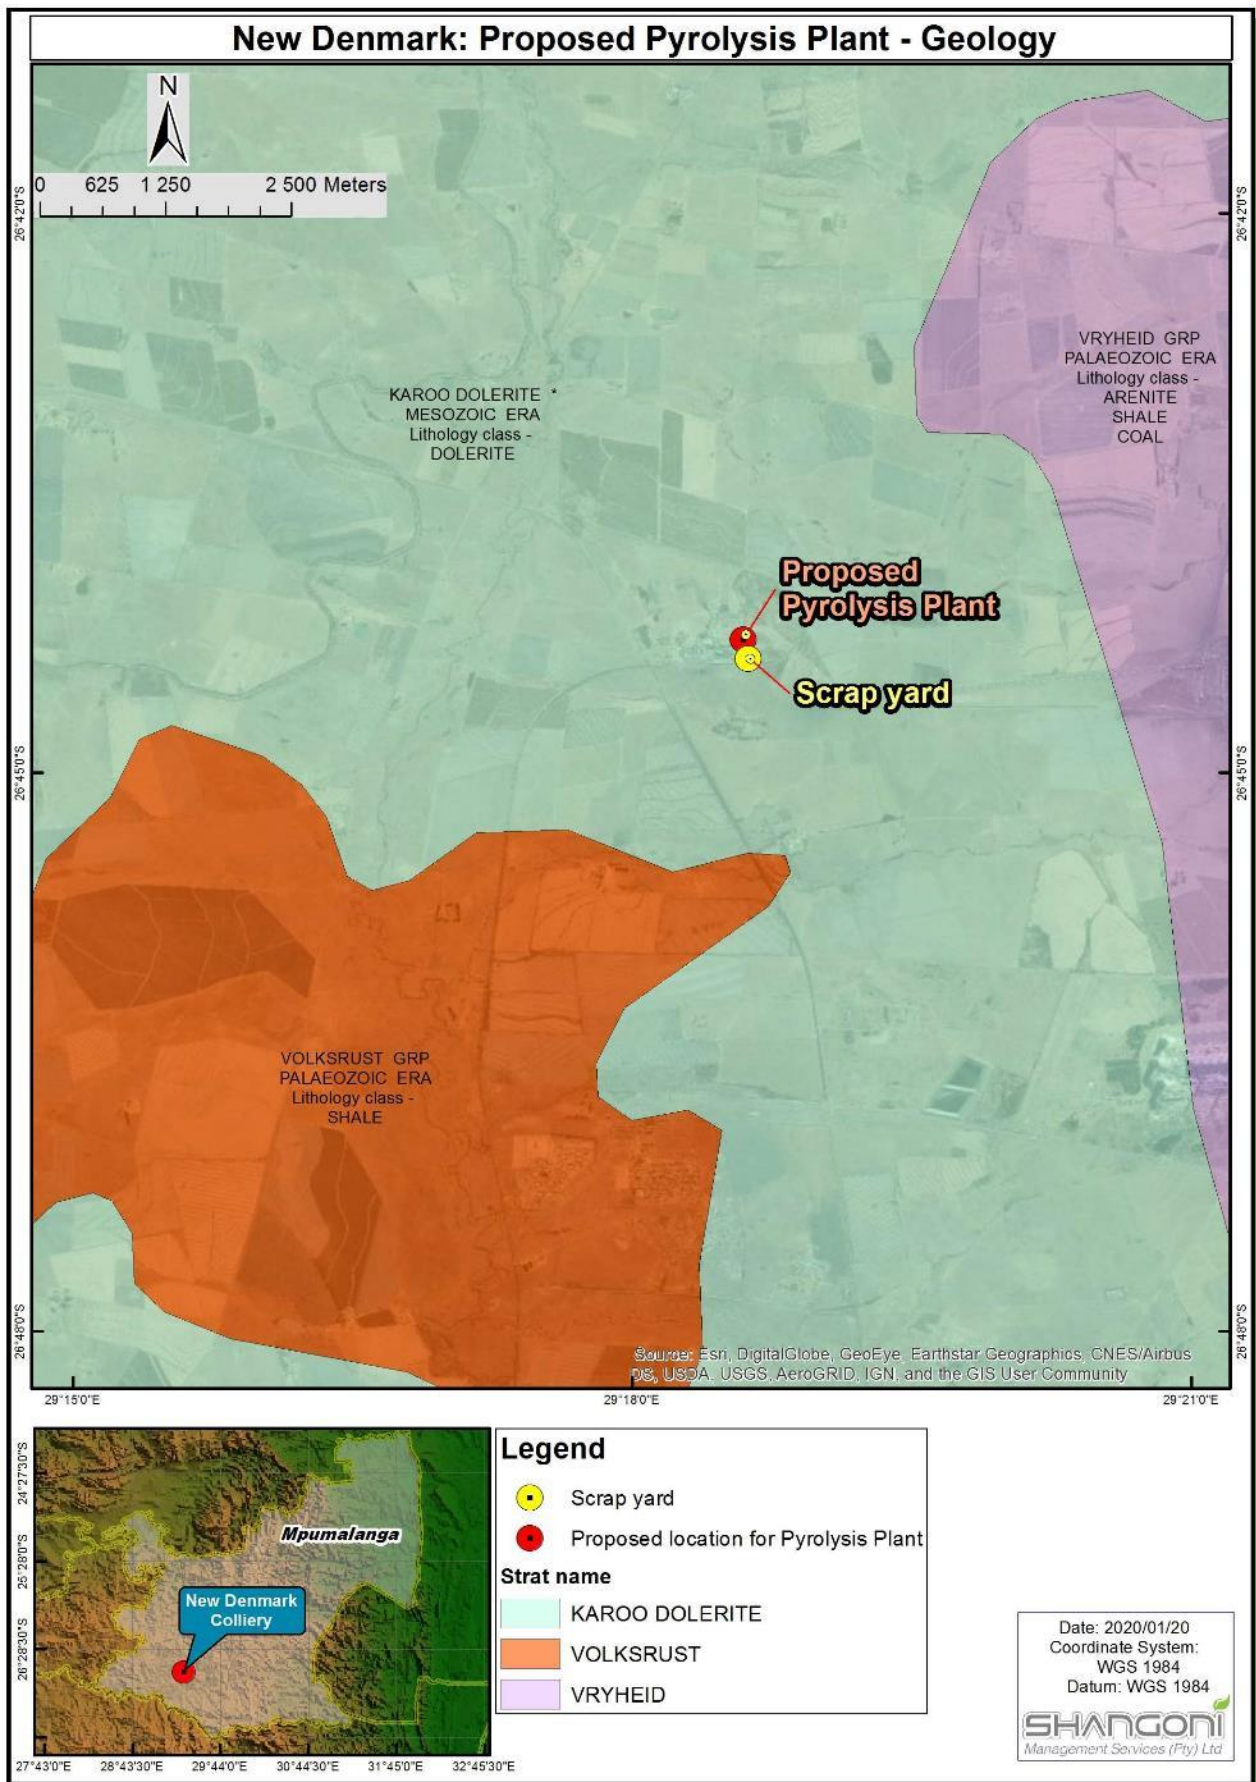 New Denmark: Proposed Pyrolysis Plant - Geology
N
0 625 1 250 2 500 Meters
26°42'0"S
26°42'0"S
VRYHEID GRP
PALAEOZOIC ERA
Lithology class -
ARENITE
SHALE
COAL
KAROO DOLERITE *
MESOZOIC ERA
Lithology class -
DOLERITE
Proposed
Pyrolysis Plant
Scrap yard
26°45'0"S
26°45'0"S
VOLKSRUST GRP
PALAEOZOIC ERA
Lithology class -
SHALE
26°48'0"S
26°48'0"S
Source: Esri, DigitalGlobe, GeoEye, Earthstar Geographics, CNES/Airbus
DS, USDA, USGS, AeroGRID, IGN, and the GIS User Community
29°15'0"E 29°18'0"E 29°21'0"E
24°27'30"S
25°28'0"S
26°28'30"S
Mpumalanga
New Denmark
Colliery
27°43'0"E 28°43'30"E 29°44'0"E 30°44'30"E 31°45'0"E 32°45'30"E
Legend
Scrap yard
Proposed location for Pyrolysis Plant
Strat name
KAROO DOLERITE
VOLKSRUST
VRYHEID
Date: 2020/01/20
Coordinate System:
WGS 1984
Datum: WGS 1984
SHANGONI
Management Services (Pty) Ltd